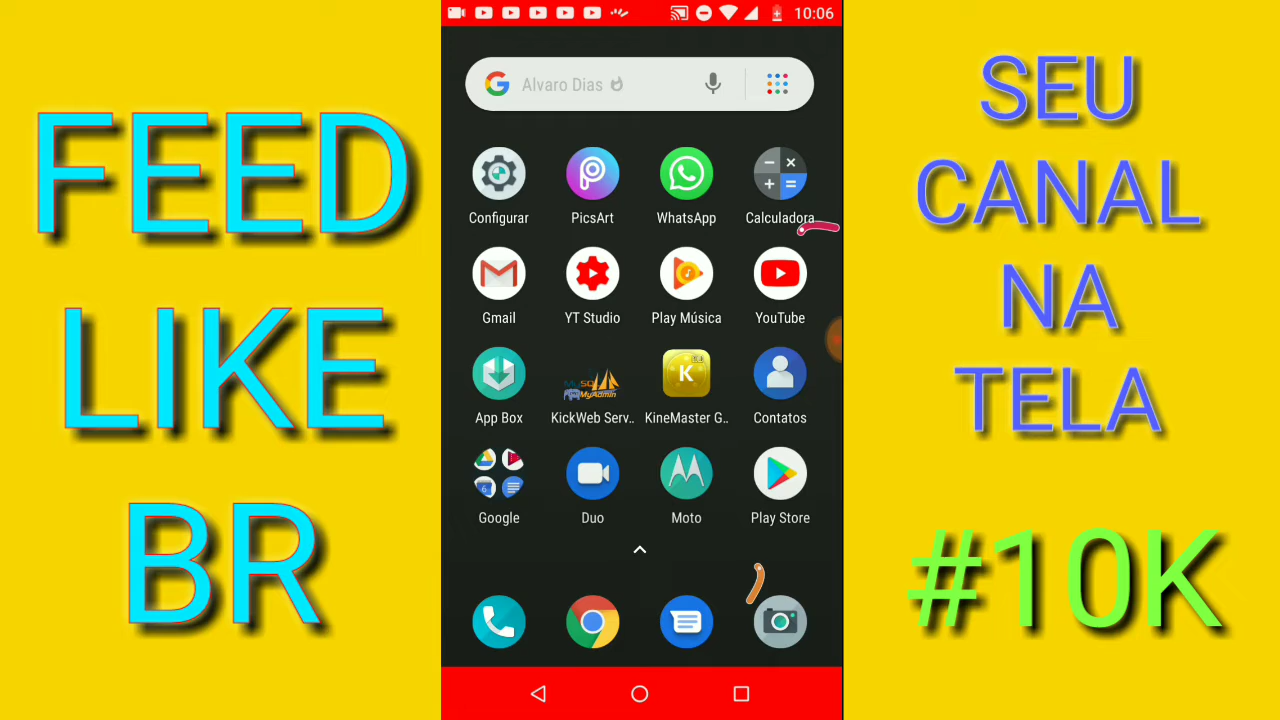 FEED
LIKE
BR
10:06
Alvaro Dias
Configurar
PicsArt
WhatsApp
Calculadora
Gmail
YT Studio
Play Música
YouTube
App Box
KickWeb Serv..
KineMaster G..
Contatos
Google
Duo
Moto
Play Store
SEU
CANAL
NA
TELA
#10K